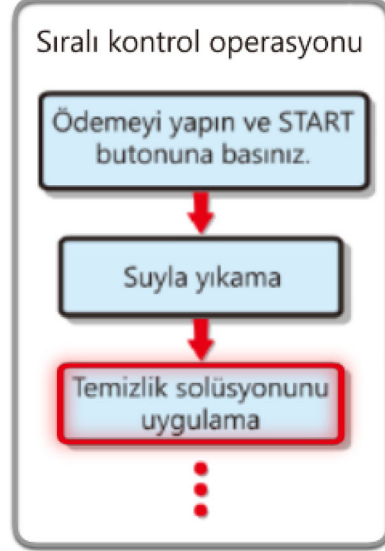 Sıralı kontrol operasyonu
Ödemeyi yapın ve START
butonuna basınız.
Suyla yıkama
Temizlik solüsyonunu
uygulama